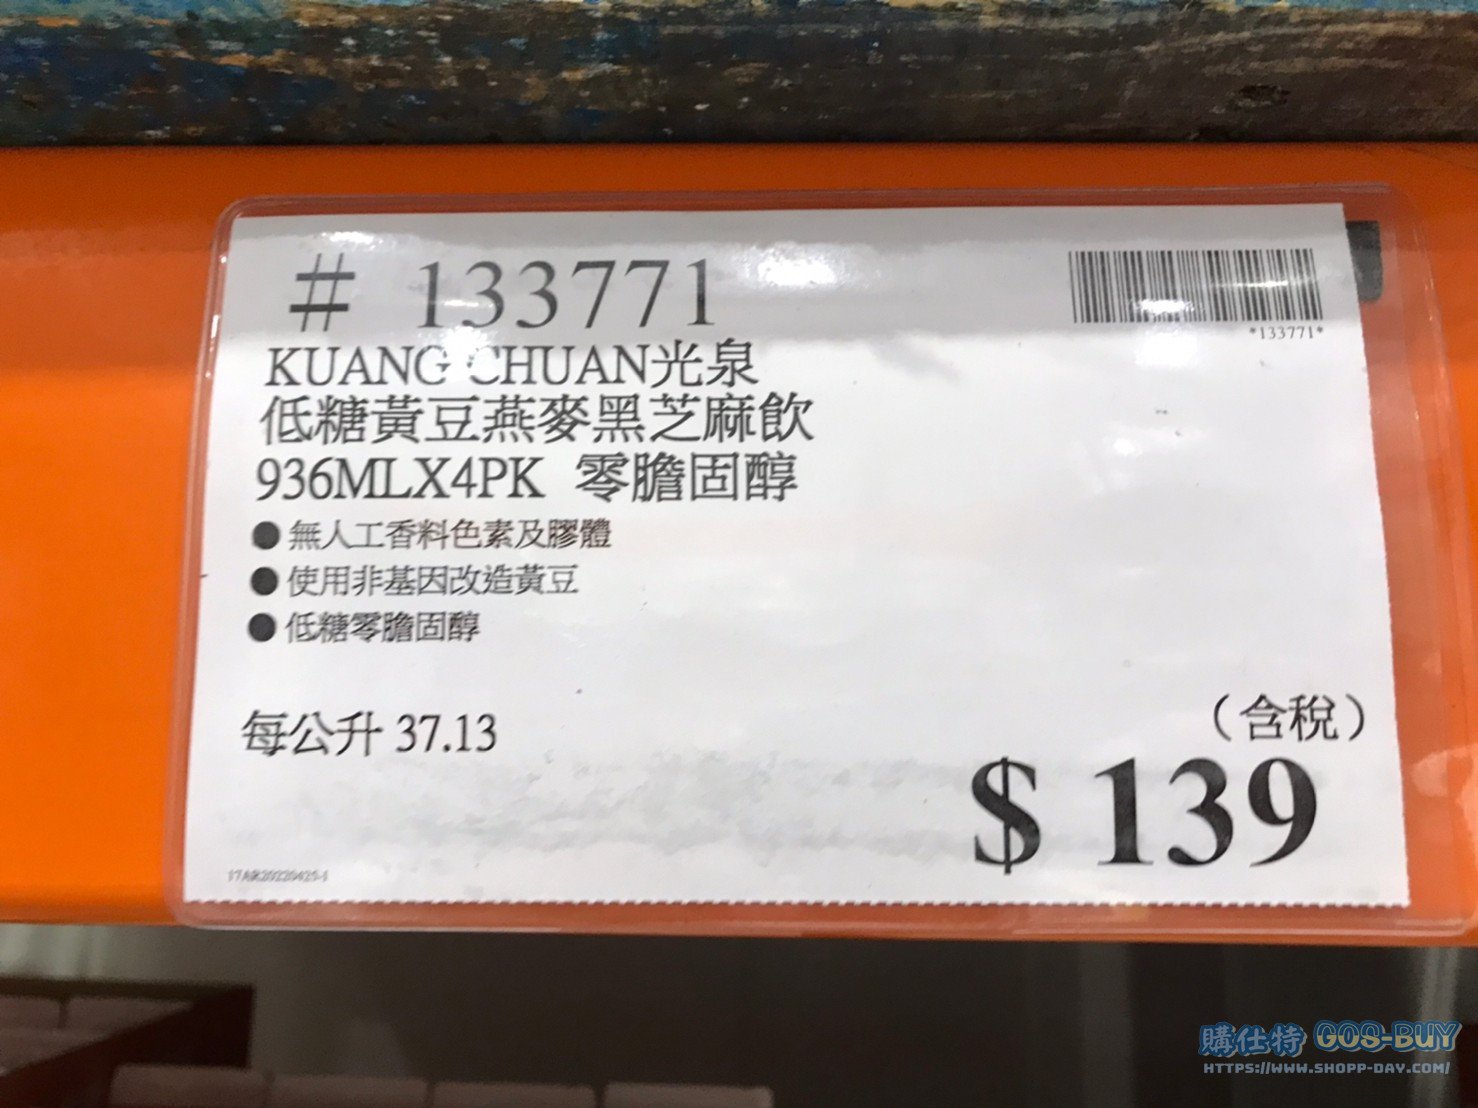 # 133771
*133771*
KUANG CHUAN光泉
低糖黃豆燕麥黑芝麻飲
936MLX4PK 零膽固醇
●無人工香料色素及膠體
●使用非基因改造黃豆
●低糖零膽固醇
每公升 37.13
（含稅）
$ 139
購仕特 GOS-BUY
HTTPS://WWW.SHOPP-DAY.COM/